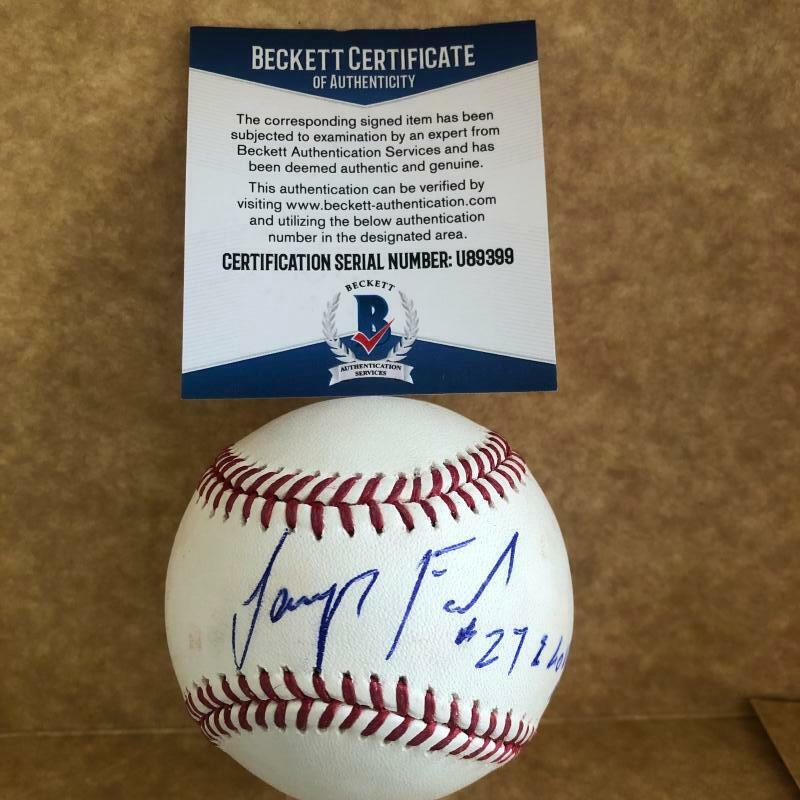 BECKETT CERTIFICATE
OF AUTHENTICITY
The corresponding signed item has been
subjected to examination by an expert from
Beckett Authentication Services and has
been deemed authentic and genuine.
This authentication can be verified by
visiting www.beckett-authentication.com
and utilizing the below authentication
number in the designated area.
CERTIFICATION SERIAL NUMBER: U89399
BECKETT
B
AUTHENTICATION
SERVICES
#27